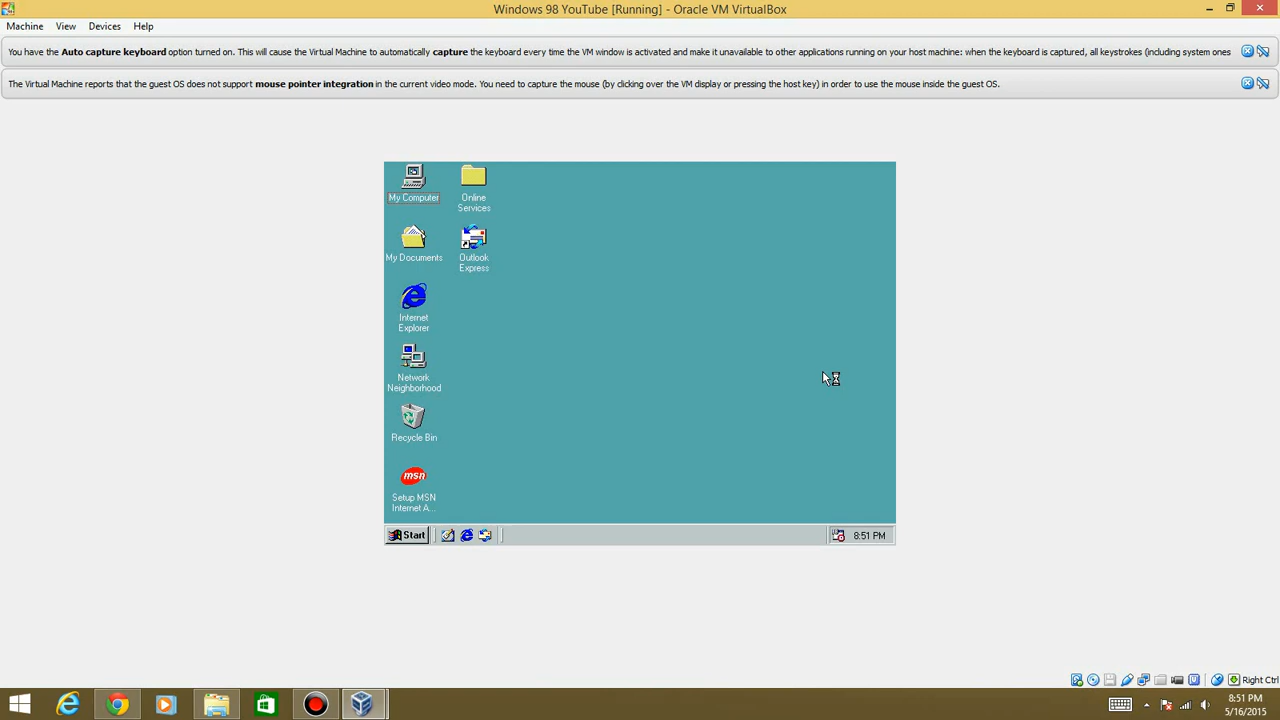 Windows 98 YouTube [Running] - Oracle VM VirtualBox
Machine View Devices Help
You have the Auto capture keyboard option turned on. This will cause the Virtual Machine to automatically capture the keyboard every time the VM window is activated and make it unavailable to other applications running on your host machine: when the keyboard is captured, all keystrokes (including system ones
The Virtual Machine reports that the guest OS does not support mouse pointer integration in the current video mode. You need to capture the mouse (by clicking over the VM display or pressing the host key) in order to use the mouse inside the guest OS.
My Computer
Online
Services
My Documents
Outlook
Express
Internet
Explorer
Network
Neighborhood
Recycle Bin
msn
Setup MSN
Internet A...
Start
8:51 PM
Right Ctrl
8:51 PM
5/16/2015